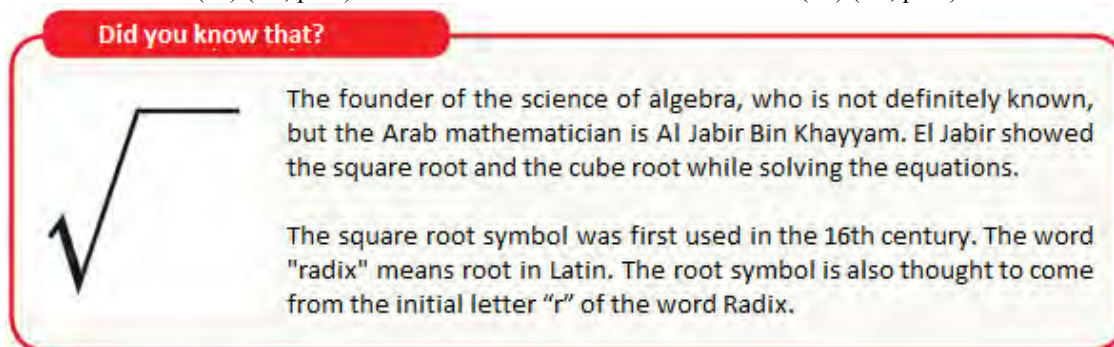 Did you know that?
The founder of the science of algebra, who is not definitely known,
but the Arab mathematician is Al Jabir Bin Khayyam. El Jabir showed
the square root and the cube root while solving the equations.
The square root symbol was first used in the 16th century. The word
"radix" means root in Latin. The root symbol is also thought to come
from the initial letter “r” of the word Radix.